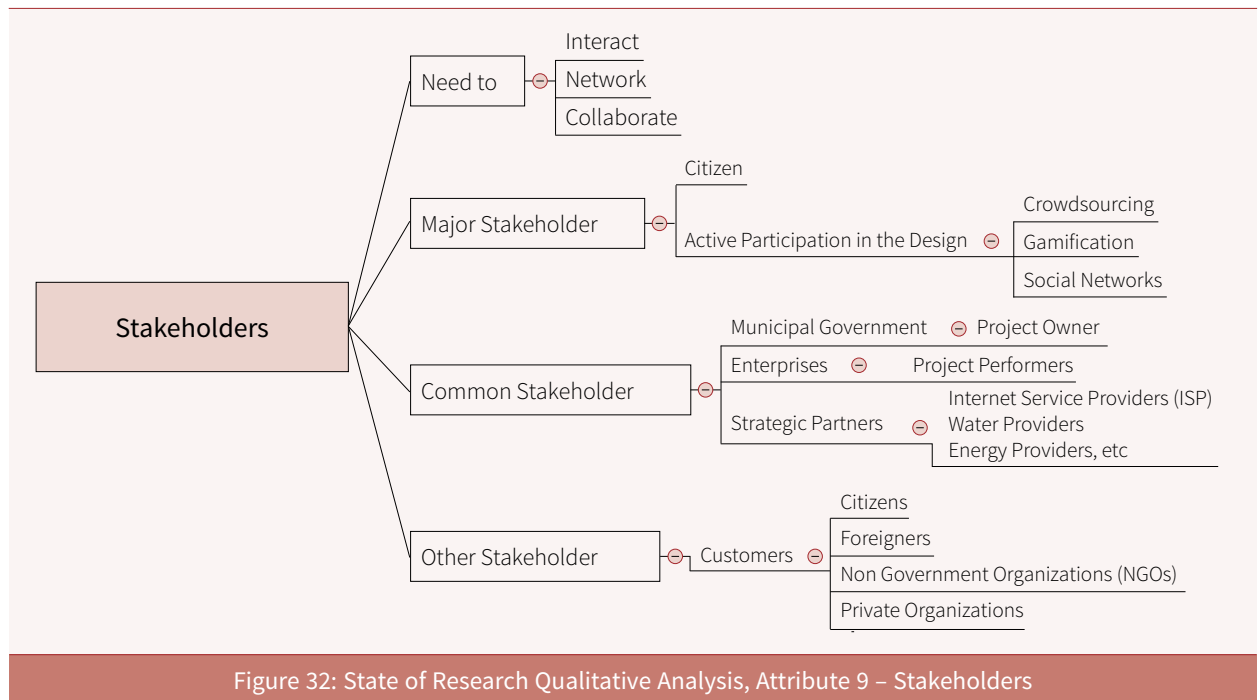 Stakeholders
Need to
Interact
Network
Collaborate
Major Stakeholder
Citizen
Active Participation in the Design
Crowdsourcing
Gamification
Social Networks
Common Stakeholder
Municipal Government
Project Owner
Enterprises
Project Performers
Strategic Partners
Internet Service Providers (ISP)
Water Providers
Energy Providers, etc
Other Stakeholder
Customers
Citizens
Foreigners
Non Government Organizations (NGOs)
Private Organizations
Figure 32: State of Research Qualitative Analysis, Attribute 9 – Stakeholders